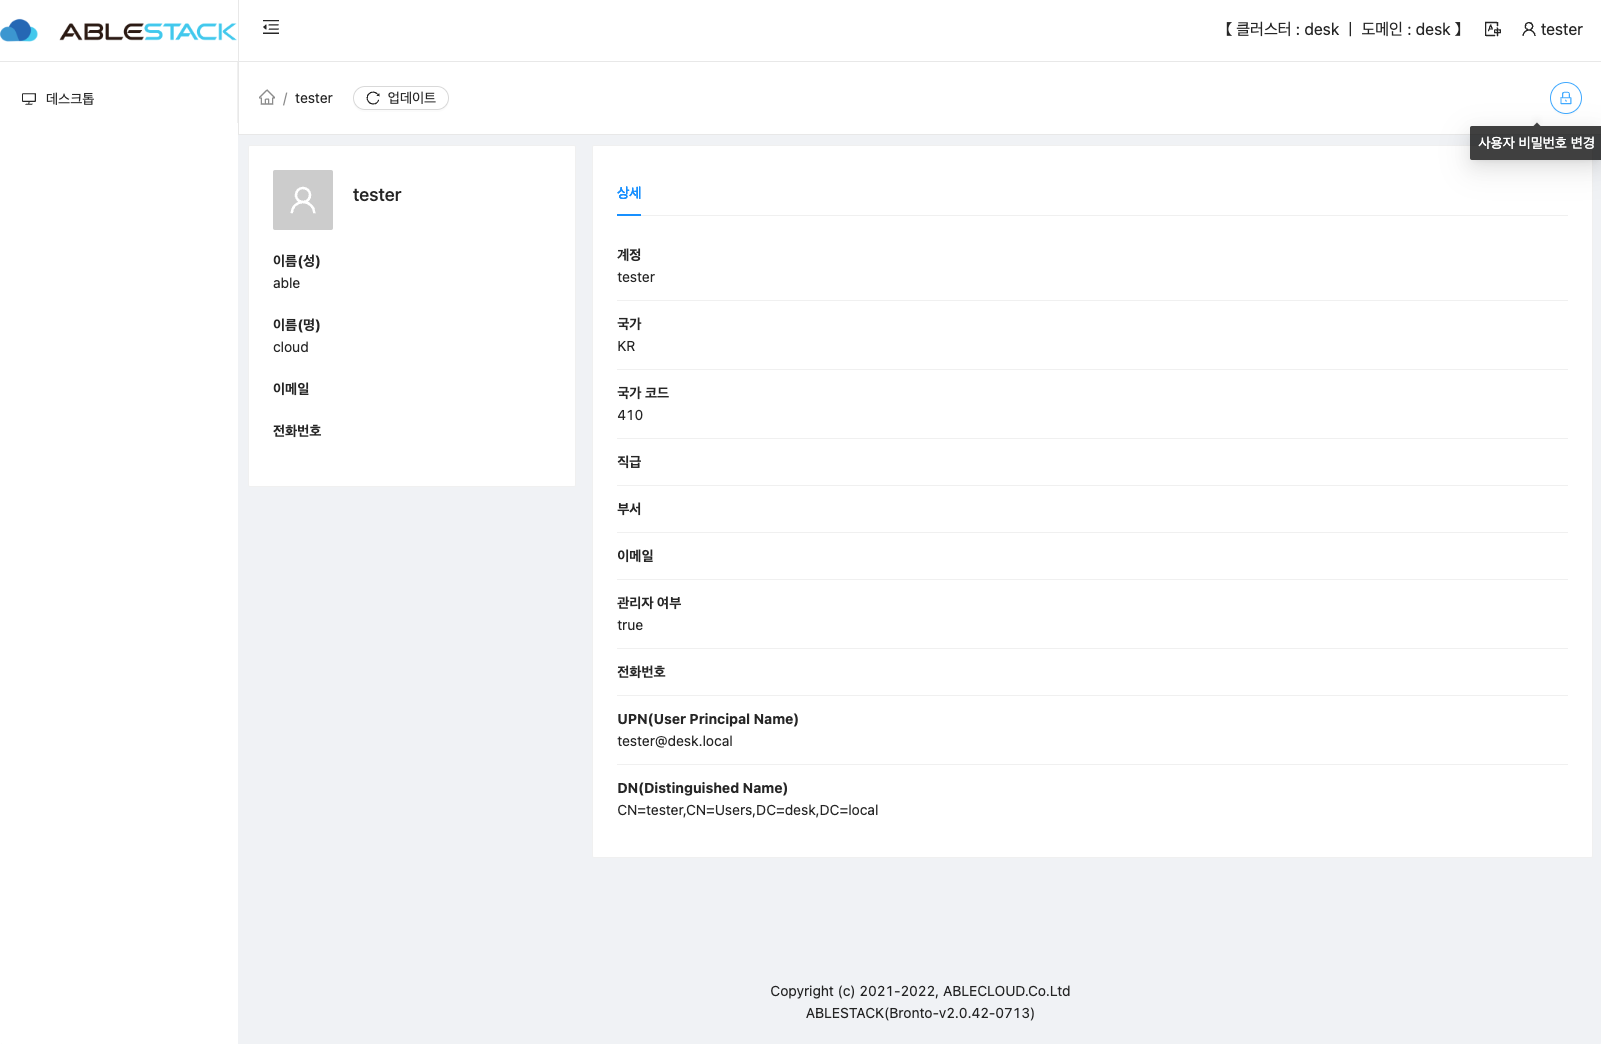 ABLESTACK
【 클러스터 : desk ㅣ 도메인 : desk 】
tester
데스크톱
/ tester
업데이트
사용자 비밀번호 변경
tester
이름(성)
able
이름(명)
cloud
이메일
전화번호
상세
계정
tester
국가
KR
국가 코드
410
직급
부서
이메일
관리자 여부
true
전화번호
UPN(User Principal Name)
tester@desk.local
DN(Distinguished Name)
CN=tester,CN=Users,DC=desk,DC=local
Copyright (c) 2021-2022, ABLECLOUD.Co.Ltd
ABLESTACK(Bronto-v2.0.42-0713)